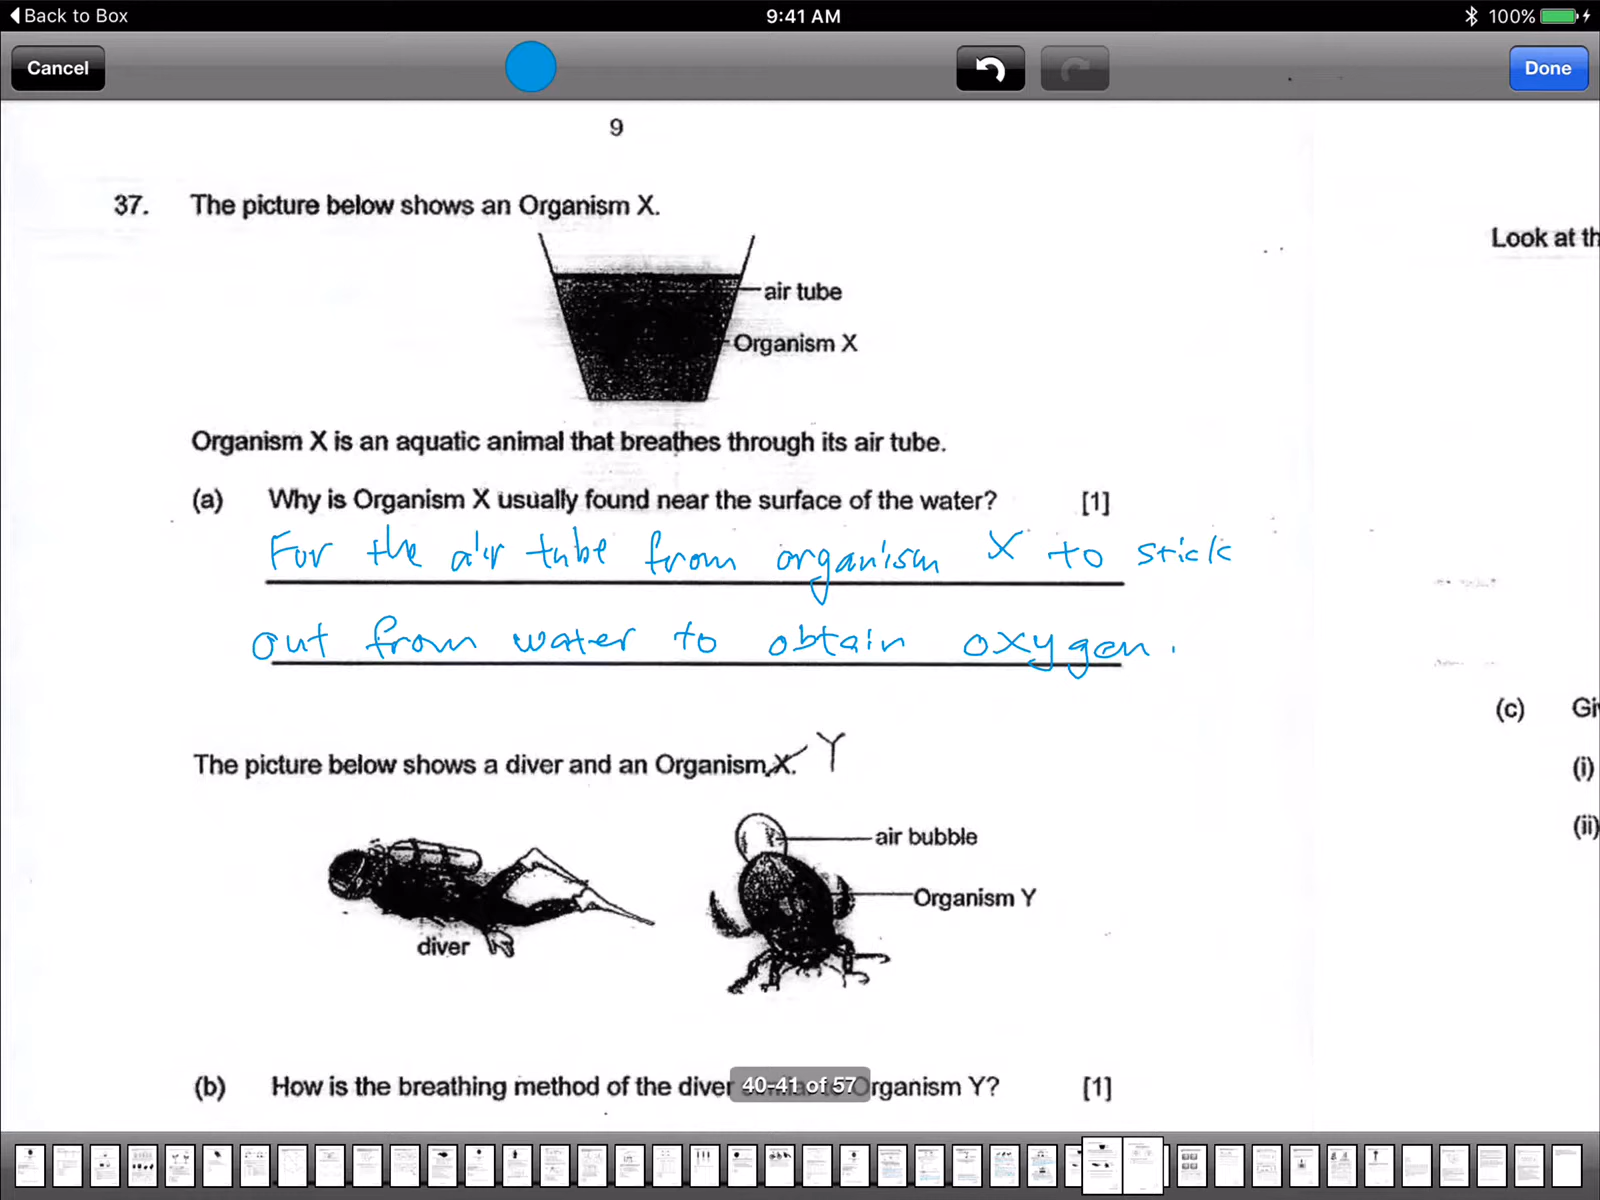 Back to Box
9:41 AM
100%
Cancel
Done
9
37. The picture below shows an Organism X.
Look at th
air tube
Organism X
Organism X is an aquatic animal that breathes through its air tube.
(a) Why is Organism X usually found near the surface of the water? [1]
For the air tube from organism X to stick
out from water to obtain oxygen.
(c) Gi
(i)
(ii)
The picture below shows a diver and an Organism X. Y
air bubble
Organism Y
diver
(b) How is the breathing method of the diver Organism Y? [1]
40-41 of 57